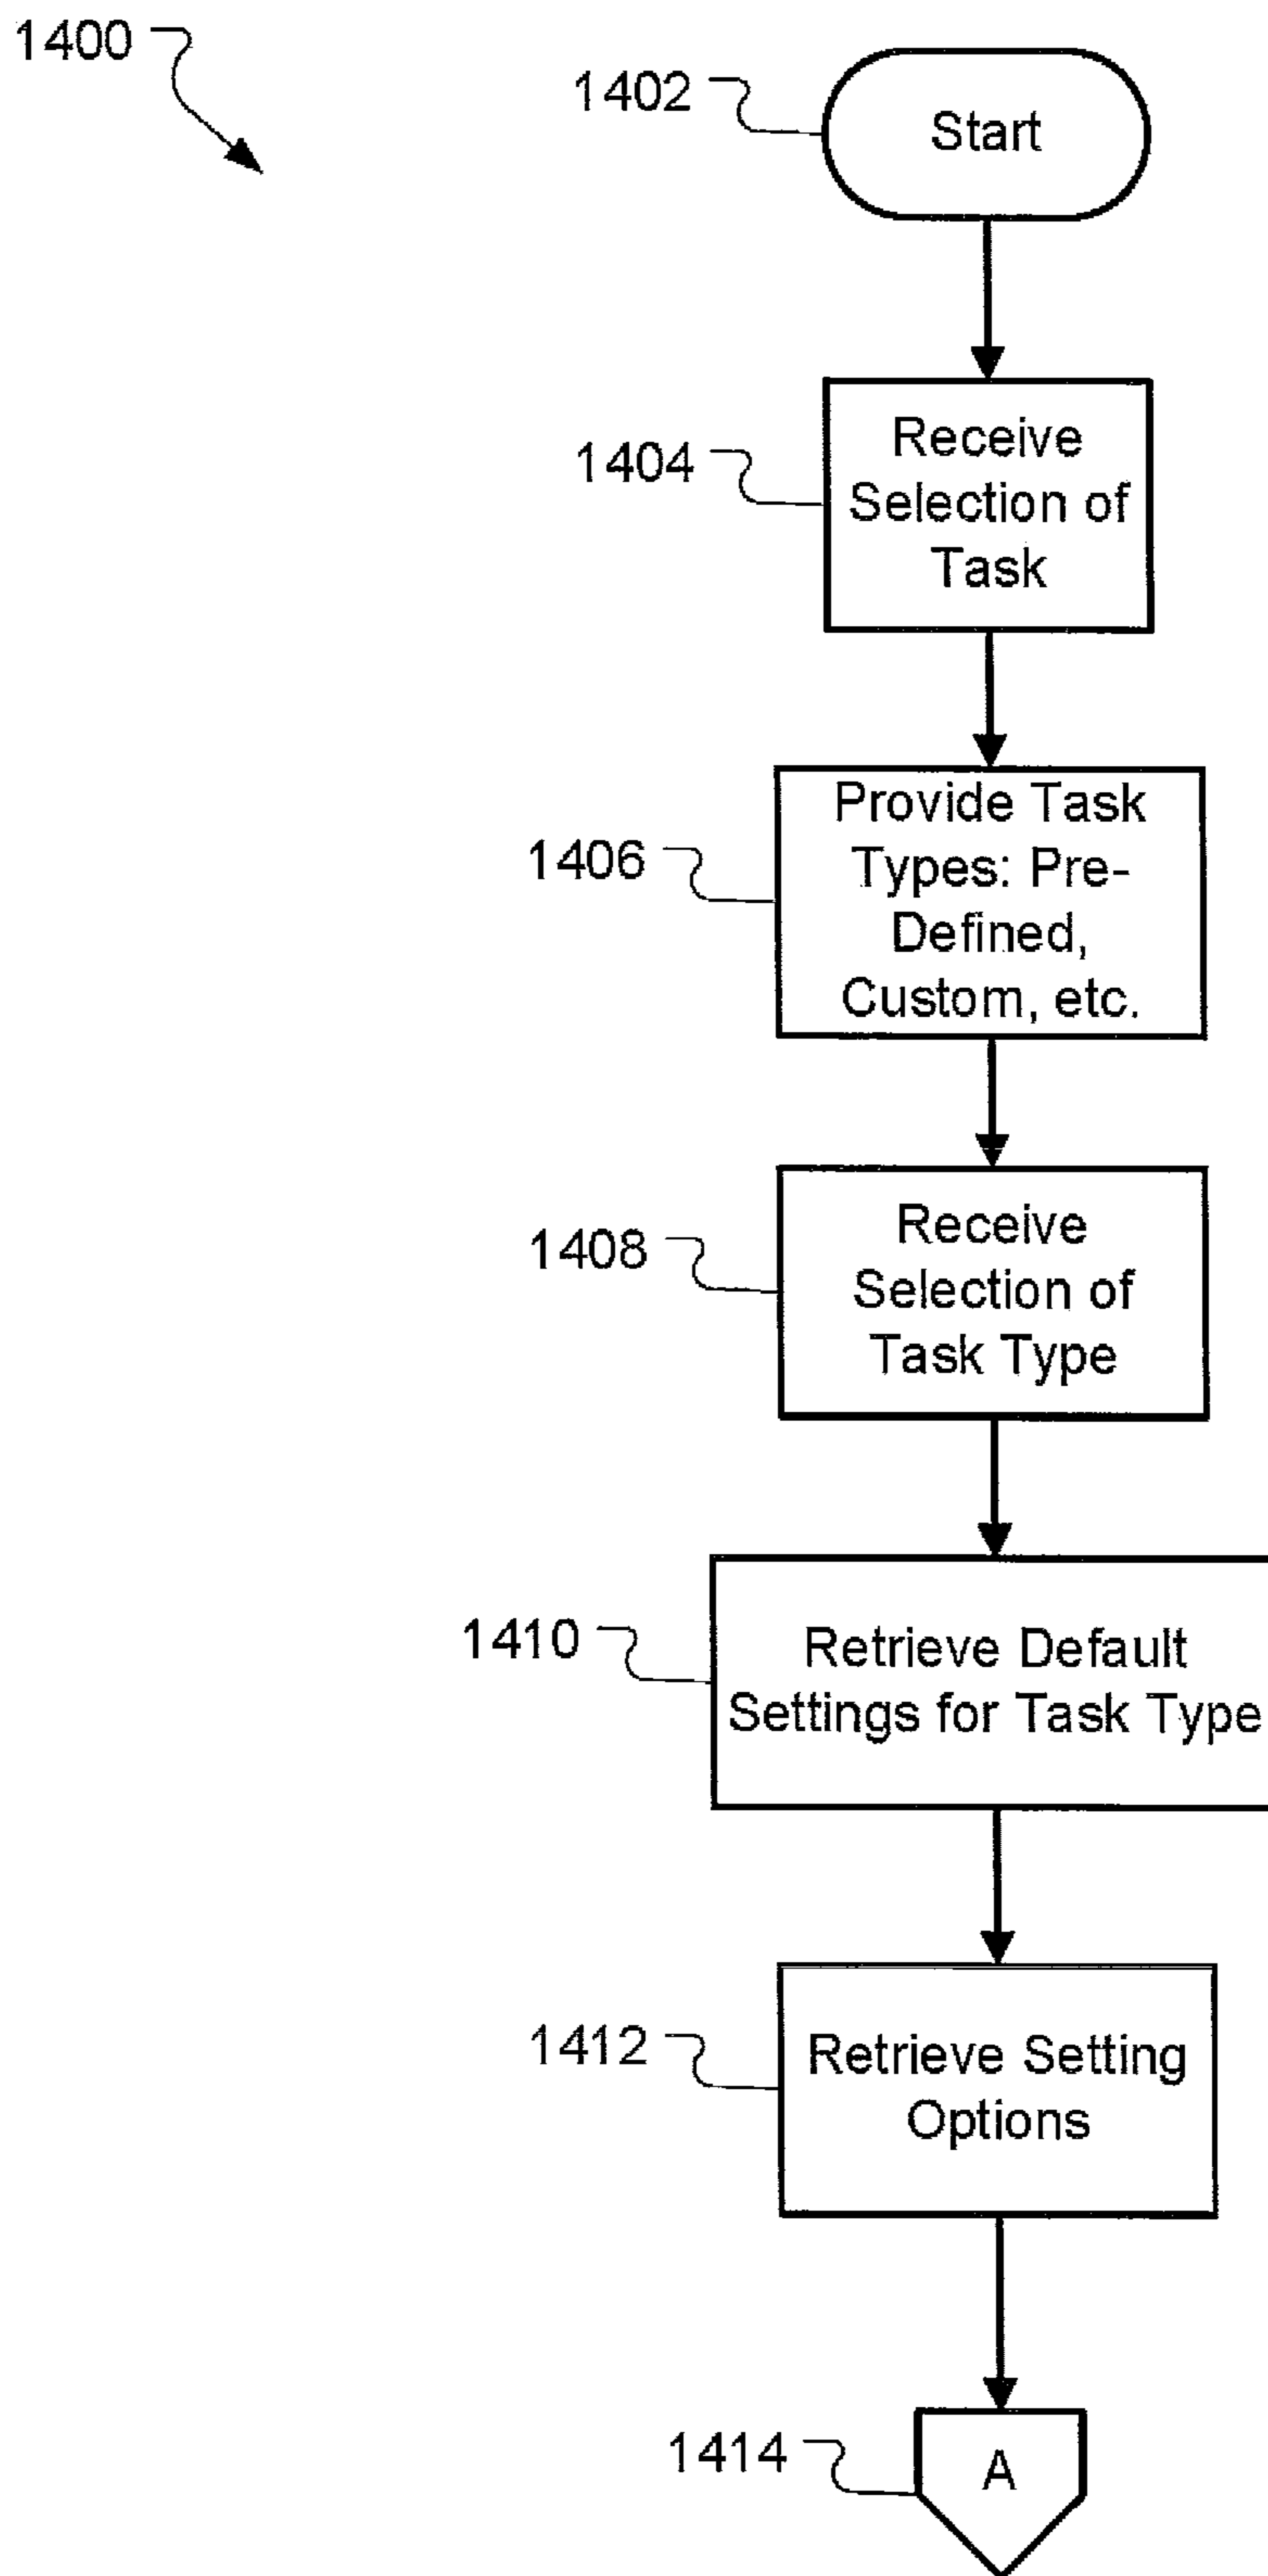 1400
1402
Start
1404
Receive
Selection of
Task
1406
Provide Task
Types: Pre-
Defined,
Custom, etc.
1408
Receive
Selection of
Task Type
1410
Retrieve Default
Settings for Task Type
1412
Retrieve Setting
Options
1414
A